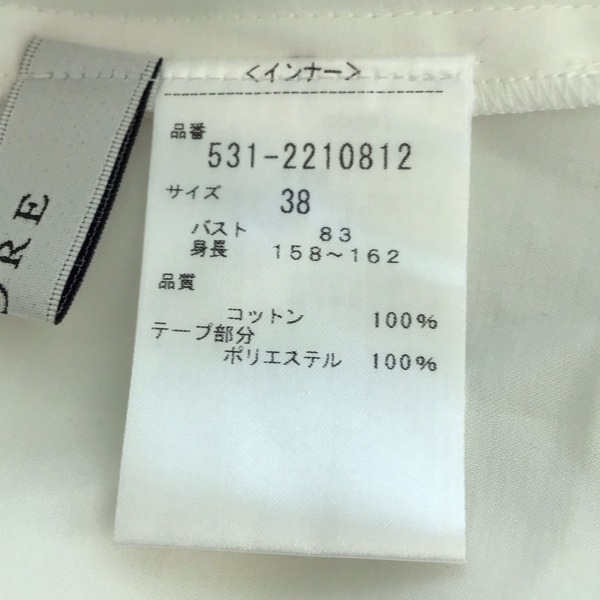 <インナー>
品番
531-2210812
サイズ 38
バスト 83
身長 158～162
品質
コットン 100%
テープ部分
ポリエステル 100%
ORE